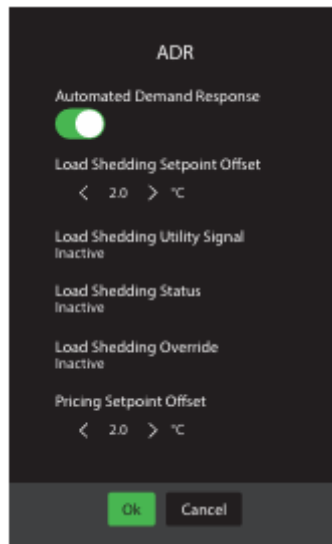 ADR
Automated Demand Response
Load Shedding Setpoint Offset
< 2.0 > °C
Load Shedding Utility Signal
Inactive
Load Shedding Status
Inactive
Load Shedding Override
Inactive
Pricing Setpoint Offset
< 2.0 > °C
Ok Cancel